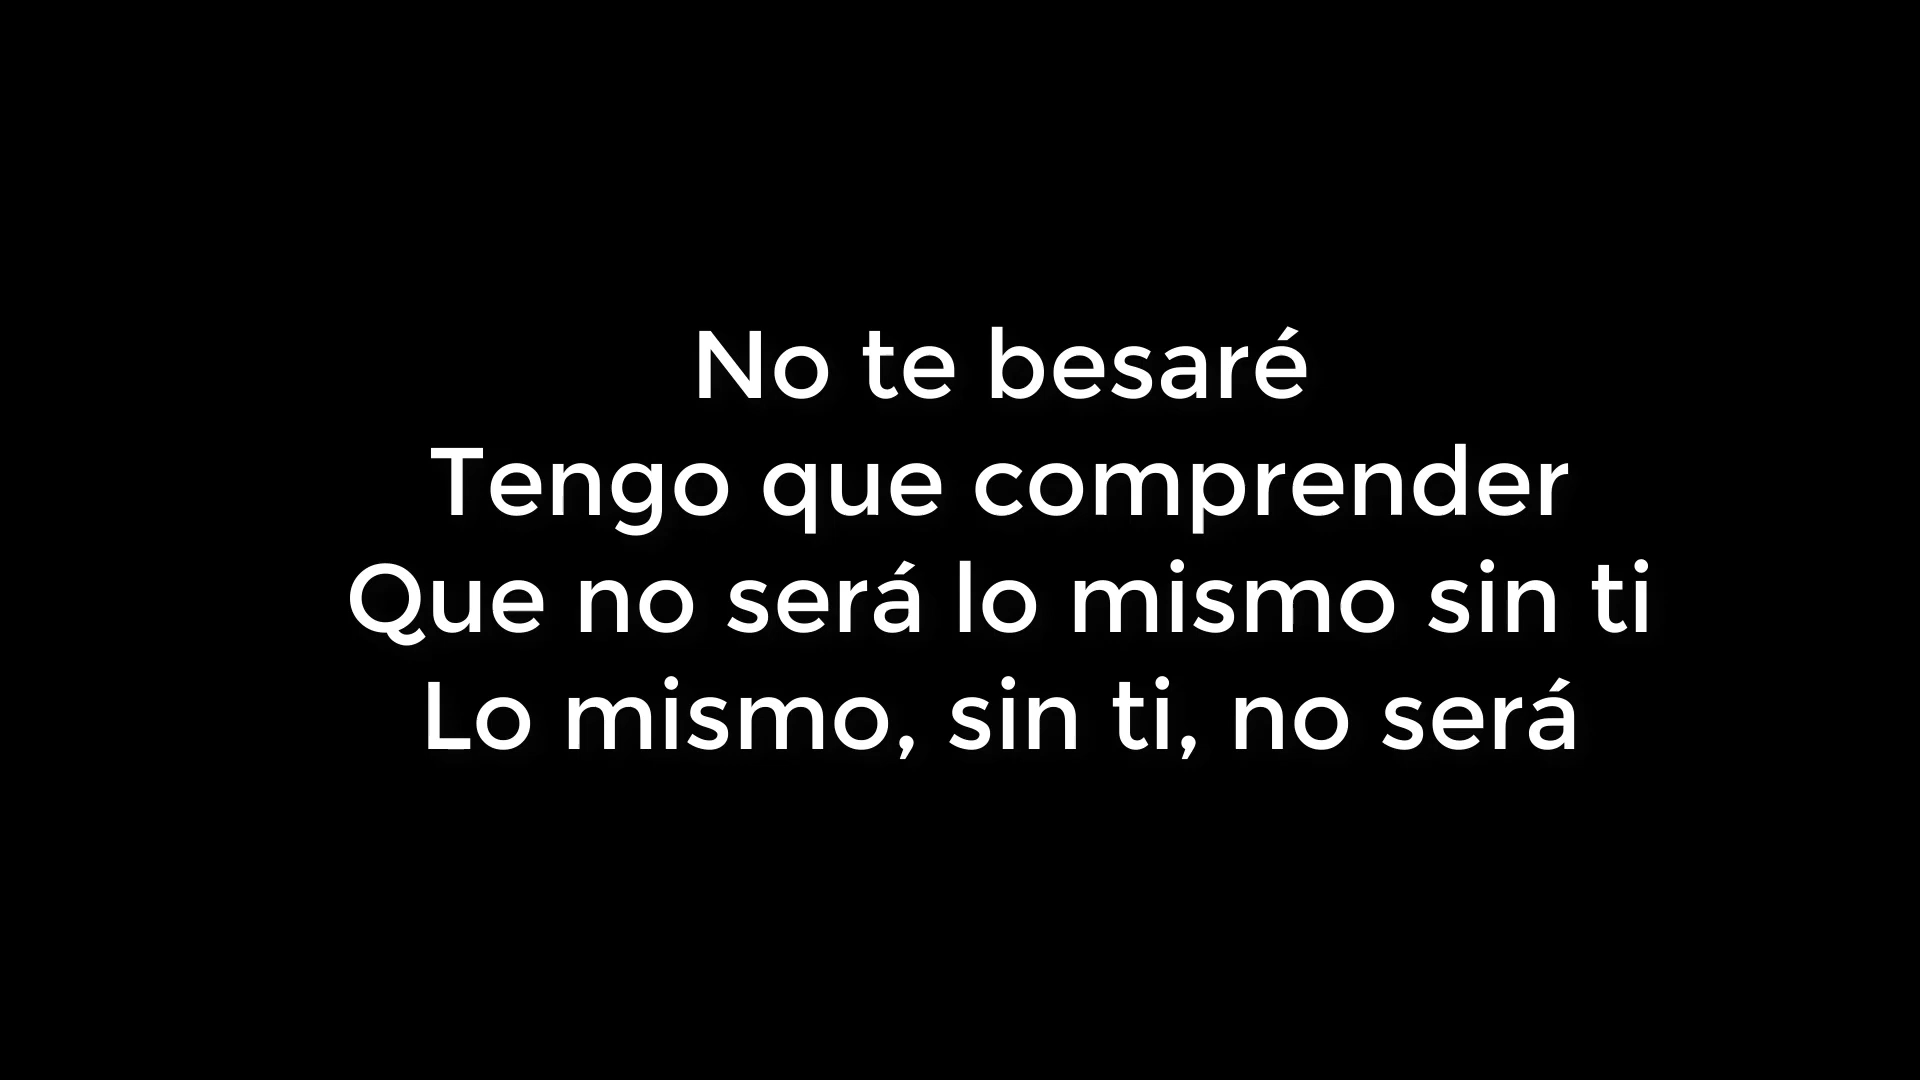 No te besaré
Tengo que comprender
Que no será lo mismo sin ti
Lo mismo, sin ti, no será